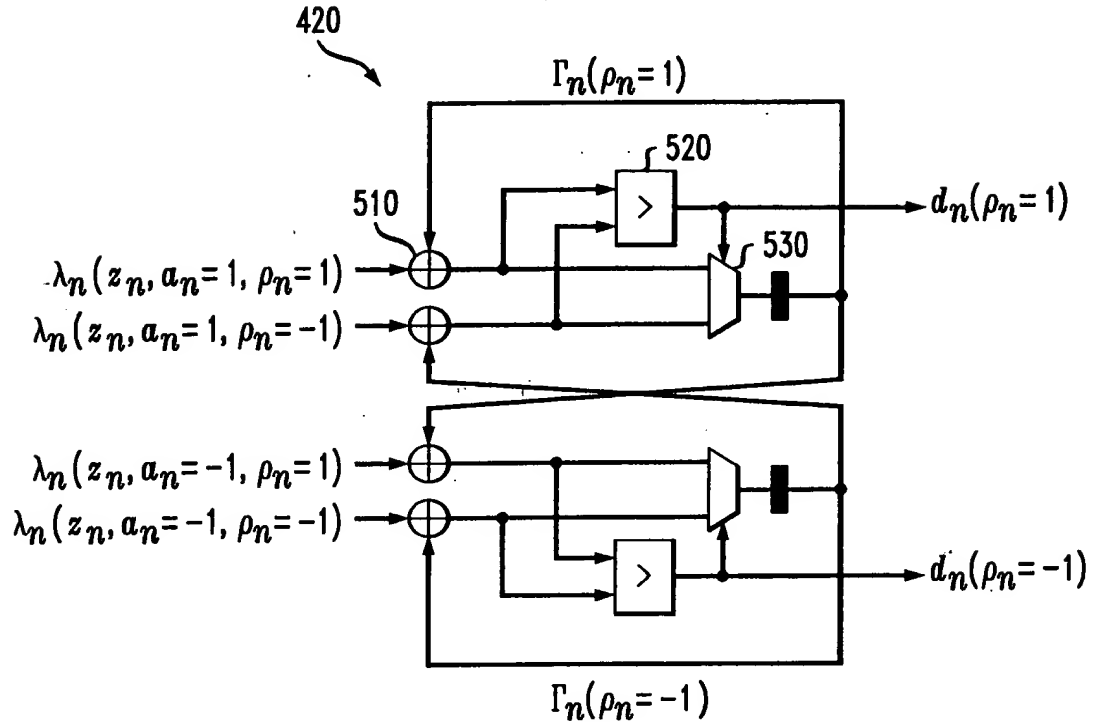 420
Γn(ρn=1)
520
>
dn(ρn=1)
510
530
λn(zn, an=1, ρn=1)
λn(zn, an=1, ρn=-1)
λn(zn, an=-1, ρn=1)
λn(zn, an=-1, ρn=-1)
>
dn(ρn=-1)
Γn(ρn=-1)